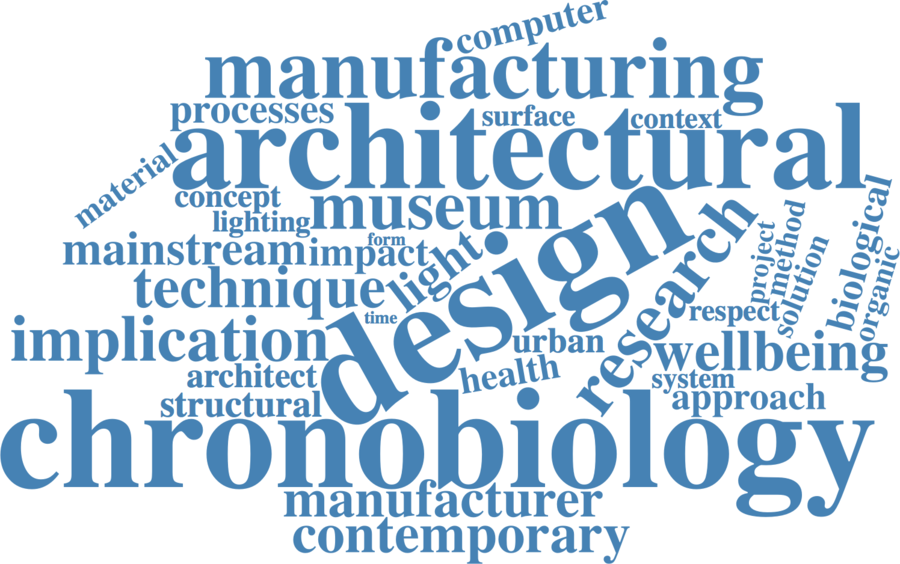 computer
manufacturing
processes
surface
context
architectural
material
concept
lighting
museum
mainstream
impact
form
light
design
research
project
method
solution
biological
organic
technique
time
respect
implication
urban
wellbeing
architect
health
system
structural
approach
chronobiology
manufacturer
contemporary